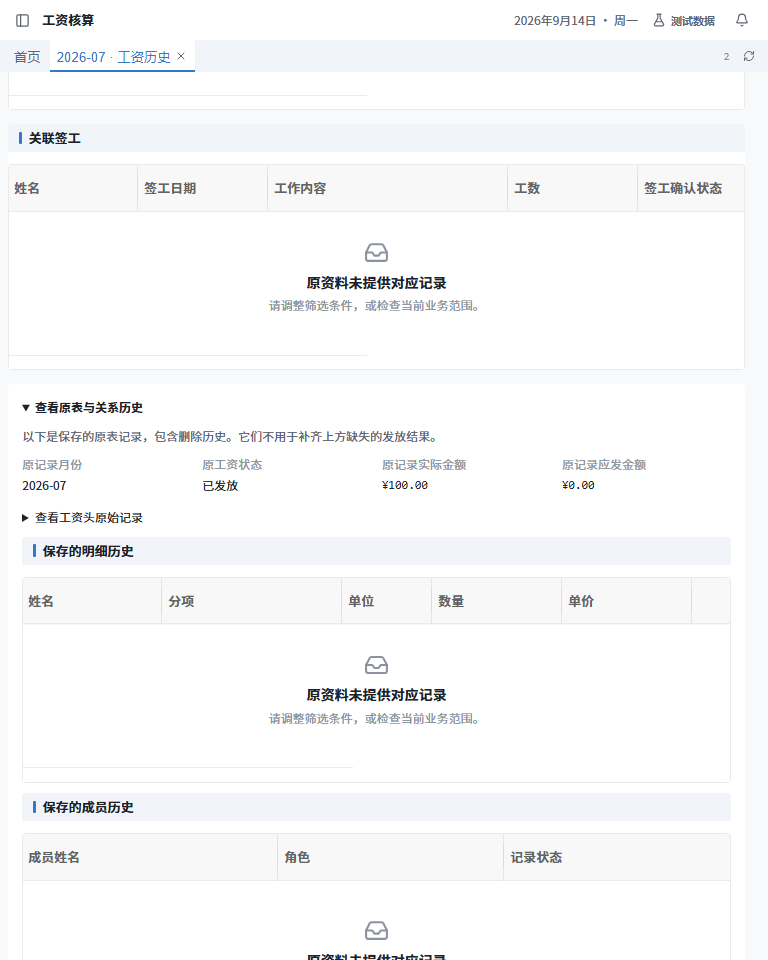 工资核算
2026年9月14日 · 周一
测试数据
首页
2026-07 · 工资历史
2
关联签工
姓名 签工日期 工作内容 工数 签工确认状态
原资料未提供对应记录
请调整筛选条件，或检查当前业务范围。
查看原表与关系历史
以下是保存的原表记录，包含删除历史。它们不用于补齐上方缺失的发放结果。
原记录月份 原工资状态 原记录实际金额 原记录应发金额
2026-07 已发放 ¥100.00 ¥0.00
查看工资头原始记录
保存的明细历史
姓名 分项 单位 数量 单价
原资料未提供对应记录
请调整筛选条件，或检查当前业务范围。
保存的成员历史
成员姓名 角色 记录状态
原资料未提供对应记录